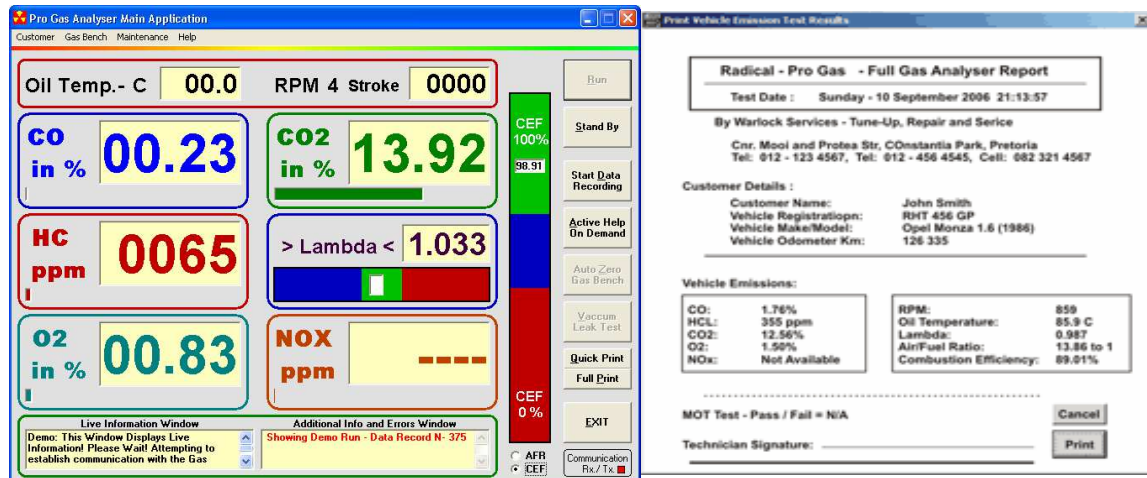 Pro Gas Analyser Main Application
Customer Gas Bench Maintenance Help
Oil Temp.- C 00.0 RPM 4 Stroke 0000
CO in % 00.23
CO2 in % 13.92
HC ppm 0065
> Lambda < 1.033
O2 in % 00.83
NOX ppm ----
CEF 100%
98.91
CEF 0 %
Run
Stand By
Start Data Recording
Active Help On Demand
Auto Zero Gas Bench
Vaccum Leak Test
Quick Print
Full Print
EXIT
Live Information Window
Demo: This Window Displays Live
Information! Please Wait! Attempting to
establish communication with the Gas
Additional Info and Errors Window
Showing Demo Run - Data Record N- 375
AFR
CEF
Communication Rx./ Tx.
Print Vehicle Emission Test Results
Radical - Pro Gas - Full Gas Analyser Report
Test Date : Sunday - 10 September 2006 21:13:57
By Warlock Services - Tune-Up, Repair and Serice
Cnr. Mooi and Protea Str, COnstantia Park, Pretoria
Tel: 012 - 123 4567, Tel: 012 - 456 4545, Cell: 082 321 4567
Customer Details :
Customer Name: John Smith
Vehicle Registratiopn: RHT 456 GP
Vehicle Make/Model: Opel Monza 1.6 (1986)
Vehicle Odometer Km: 126 335
Vehicle Emissions:
CO: 1.76%
HCL: 355 ppm
CO2: 12.56%
O2: 1.50%
NOx: Not Available
RPM: 859
Oil Temperature: 85.9 C
Lambda: 0.987
Air/Fuel Ratio: 13.86 to 1
Combustion Efficiency: 89.01%
MOT Test - Pass / Fail = N/A
Technician Signature:
Cancel
Print